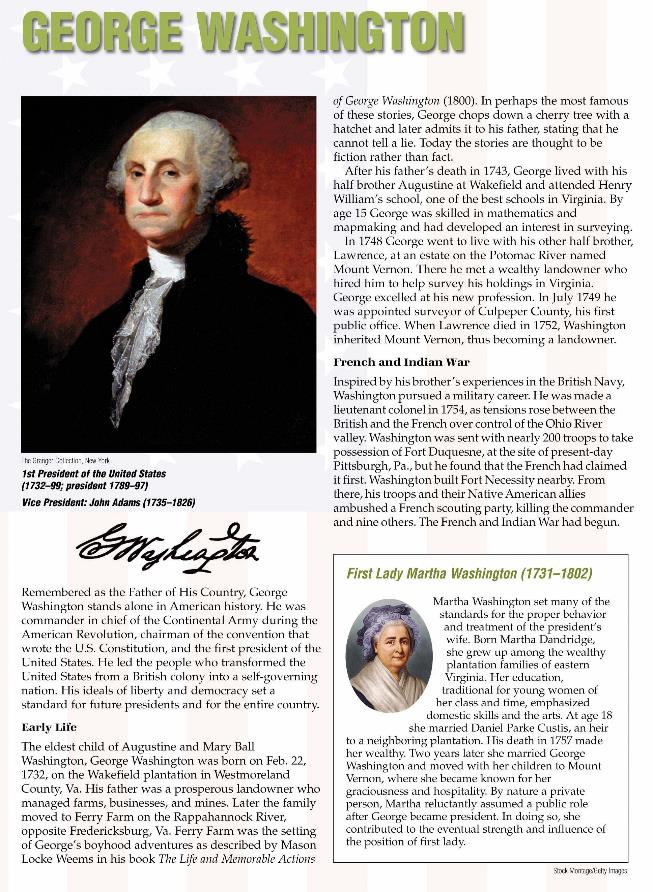 GEORGE WASHINGTON
The Granger Collection, New York
1st President of the United States
(1732–99; president 1789–97)
Vice President: John Adams (1735–1826)
G Washington
Remembered as the Father of His Country, George
Washington stands alone in American history. He was
commander in chief of the Continental Army during the
American Revolution, chairman of the convention that
wrote the U.S. Constitution, and the first president of the
United States. He led the people who transformed the
United States from a British colony into a self-governing
nation. His ideals of liberty and democracy set a
standard for future presidents and for the entire country.
Early Life
The eldest child of Augustine and Mary Ball
Washington, George Washington was born on Feb. 22,
1732, on the Wakefield plantation in Westmoreland
County, Va. His father was a prosperous landowner who
managed farms, businesses, and mines. Later the family
moved to Ferry Farm on the Rappahannock River,
opposite Fredericksburg, Va. Ferry Farm was the setting
of George's boyhood adventures as described by Mason
Locke Weems in his book The Life and Memorable Actions
of George Washington (1800). In perhaps the most famous
of these stories, George chops down a cherry tree with a
hatchet and later admits it to his father, stating that he
cannot tell a lie. Today the stories are thought to be
fiction rather than fact.
After his father's death in 1743, George lived with his
half brother Augustine at Wakefield and attended Henry
William's school, one of the best schools in Virginia. By
age 15 George was skilled in mathematics and
mapmaking and had developed an interest in surveying.
In 1748 George went to live with his other half brother,
Lawrence, at an estate on the Potomac River named
Mount Vernon. There he met a wealthy landowner who
hired him to help survey his holdings in Virginia.
George excelled at his new profession. In July 1749 he
was appointed surveyor of Culpeper County, his first
public office. When Lawrence died in 1752, Washington
inherited Mount Vernon, thus becoming a landowner.
French and Indian War
Inspired by his brother's experiences in the British Navy,
Washington pursued a military career. He was made a
lieutenant colonel in 1754, as tensions rose between the
British and the French over control of the Ohio River
valley. Washington was sent with nearly 200 troops to take
possession of Fort Duquesne, at the site of present-day
Pittsburgh, Pa., but he found that the French had claimed
it first. Washington built Fort Necessity nearby. From
there, his troops and their Native American allies
ambushed a French scouting party, killing the commander
and nine others. The French and Indian War had begun.
First Lady Martha Washington (1731–1802)
Martha Washington set many of the
standards for the proper behavior
and treatment of the president's
wife. Born Martha Dandridge,
she grew up among the wealthy
plantation families of eastern
Virginia. Her education,
traditional for young women of
her class and time, emphasized
domestic skills and the arts. At age 18
she married Daniel Parke Custis, an heir
to a neighboring plantation. His death in 1757 made
her wealthy. Two years later she married George
Washington and moved with her children to Mount
Vernon, where she became known for her
graciousness and hospitality. By nature a private
person, Martha reluctantly assumed a public role
after George became president. In doing so, she
contributed to the eventual strength and influence of
the position of first lady.
Stock Montage/Getty Images